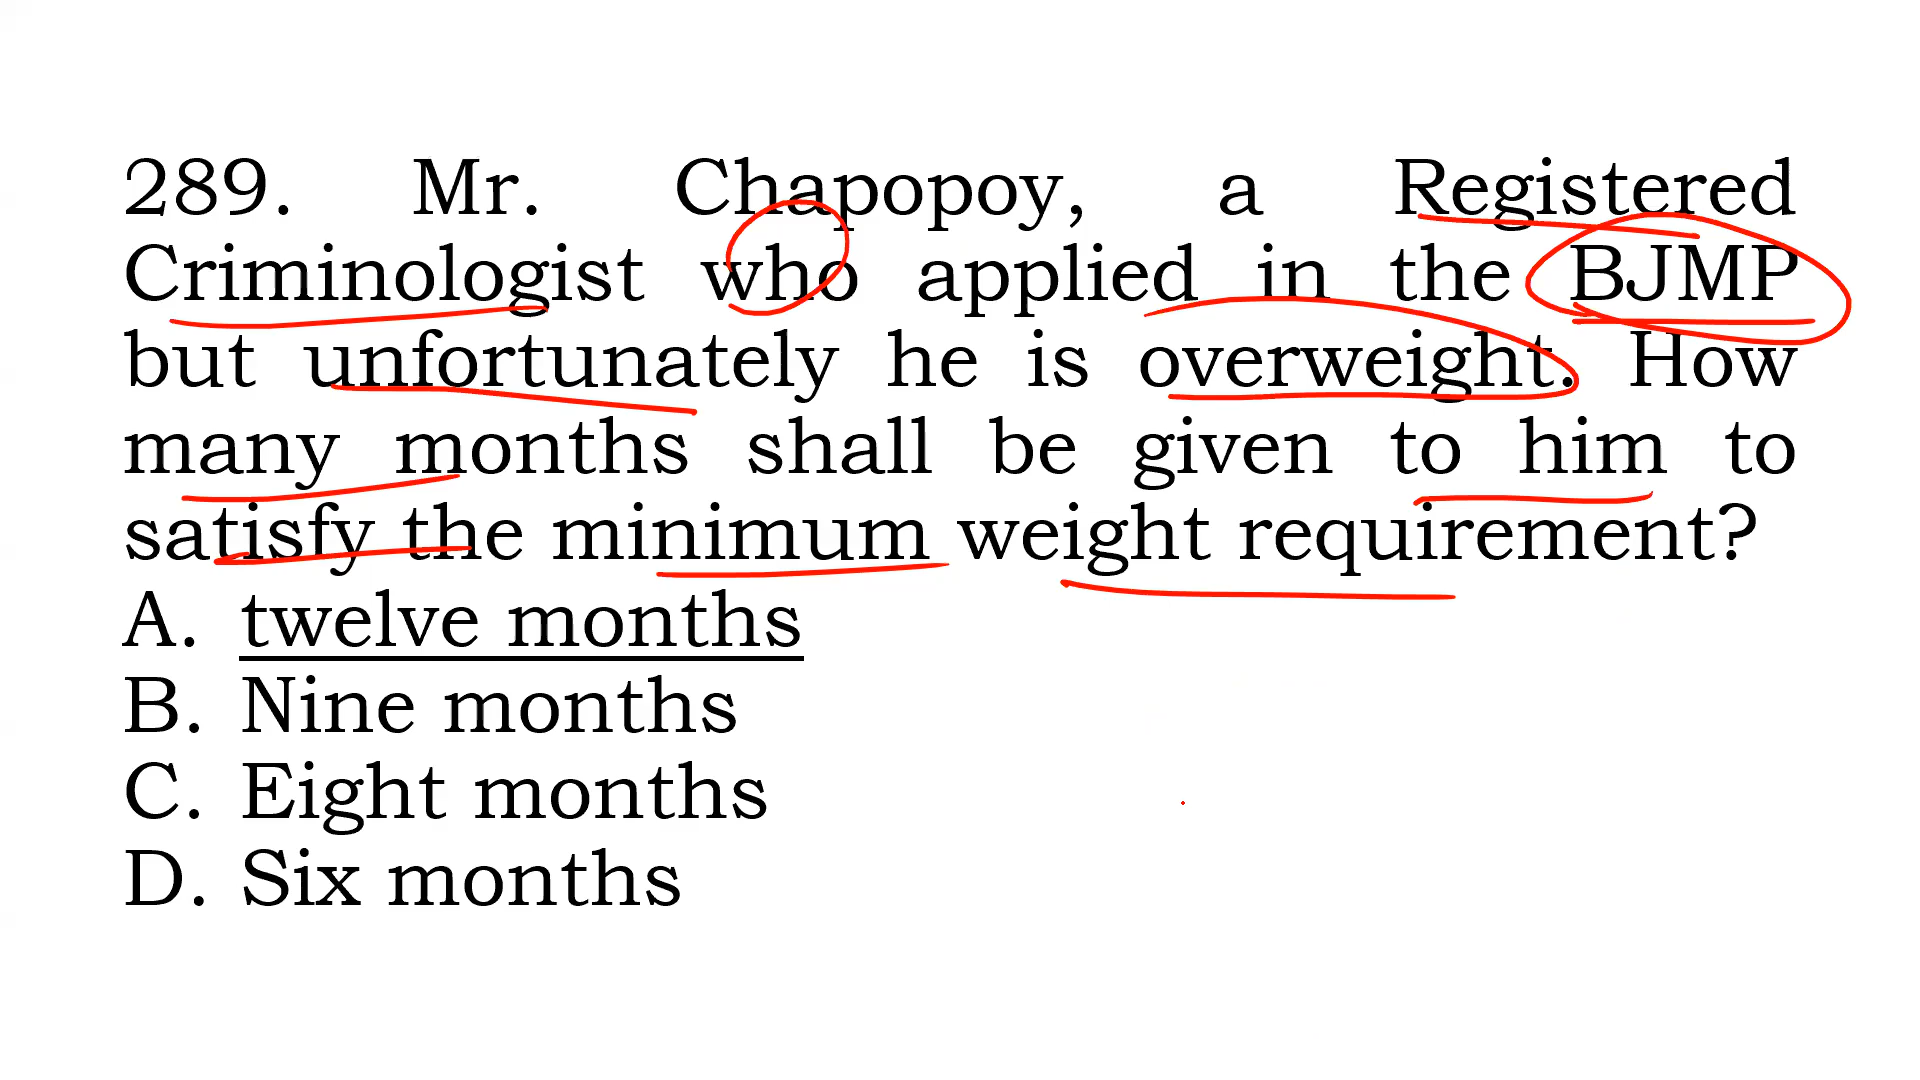 289. Mr. Chapopoy, a Registered
Criminologist who applied in the BJMP
but unfortunately he is overweight. How
many months shall be given to him to
satisfy the minimum weight requirement?
A. twelve months
B. Nine months
C. Eight months
D. Six months